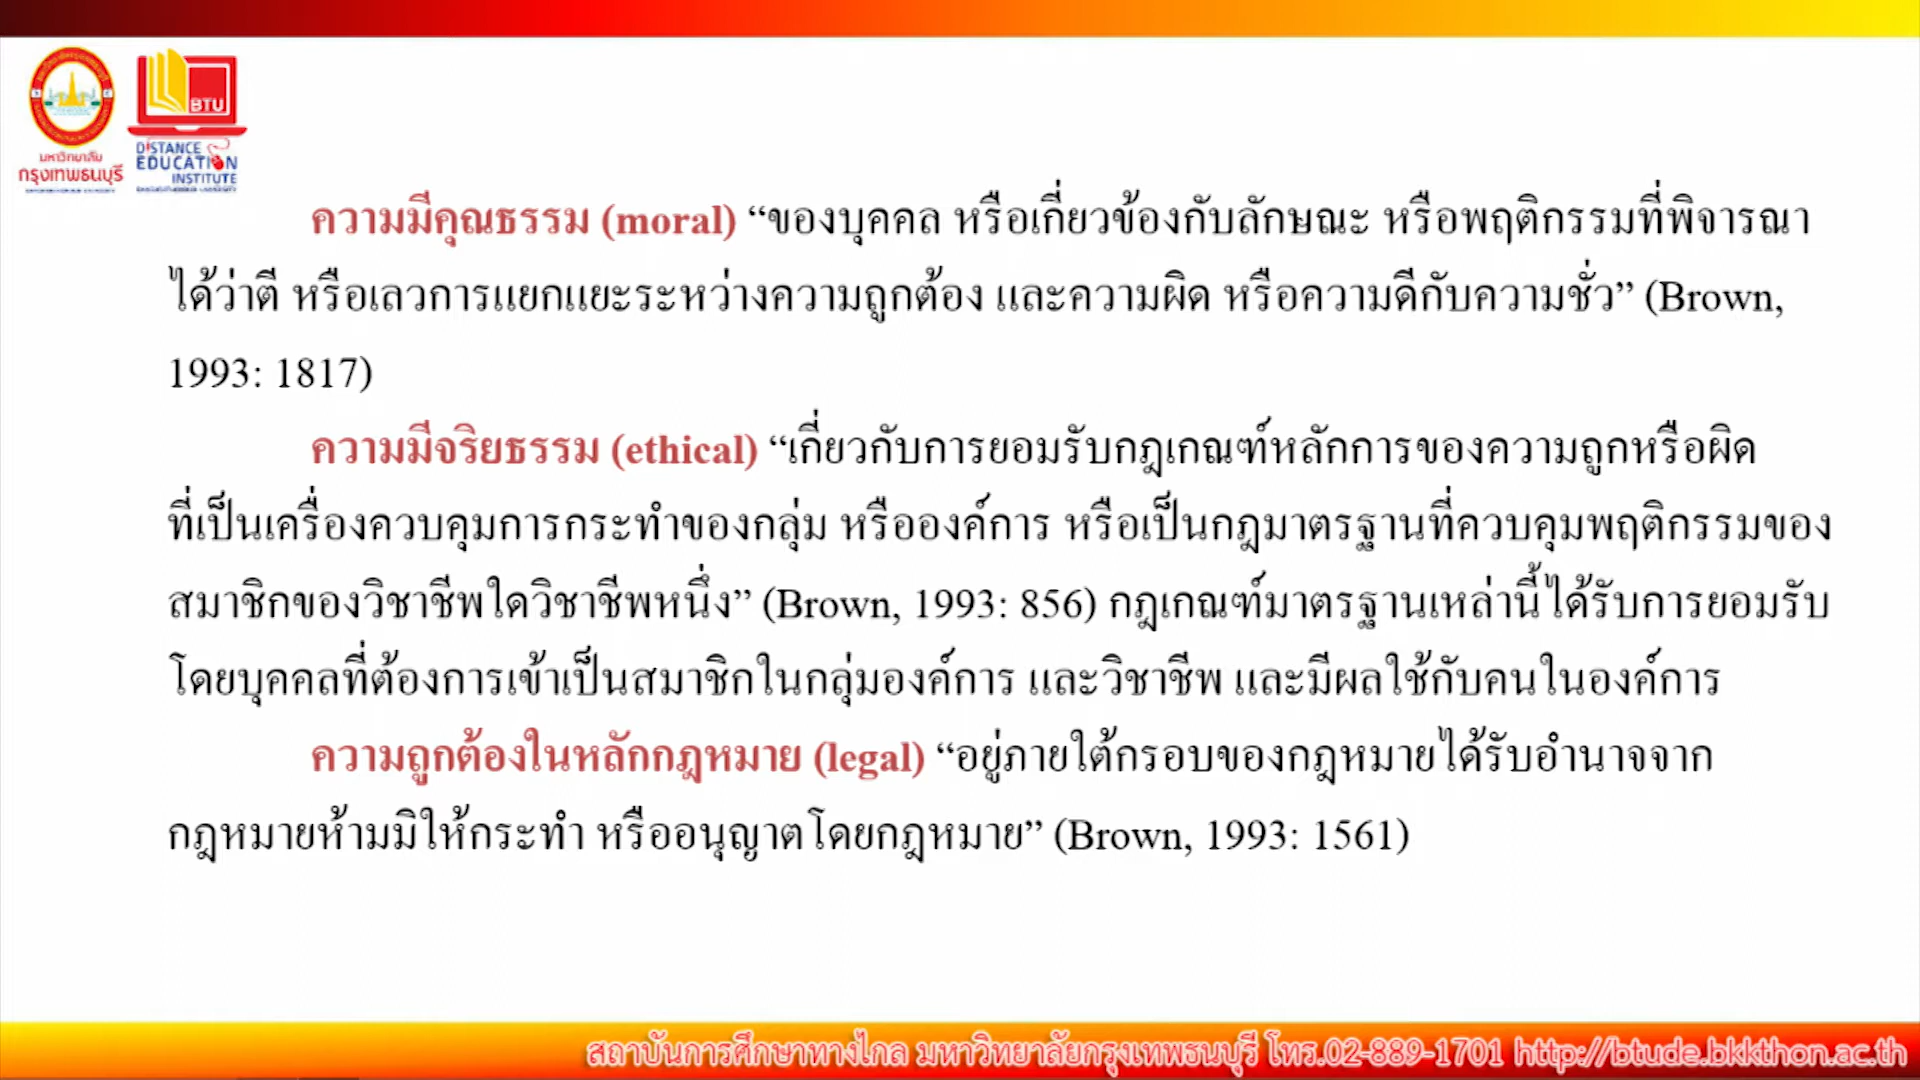 BTU
DISTANCE
EDUCATION
INSTITUTE
มหาวิทยาลัย
กรุงเทพธนบุรี
ความมีคุณธรรม (moral) “ของบุคคล หรือเกี่ยวข้องกับลักษณะ หรือพฤติกรรมที่พิจารณา
ได้ว่าตี หรือเลวการแยกแยะระหว่างความถูกต้อง และความผิด หรือความดีกับความชั่ว” (Brown,
1993: 1817)
ความมีจริยธรรม (ethical) “เกี่ยวกับการยอมรับกฎเกณฑ์หลักการของความถูกหรือผิด
ที่เป็นเครื่องควบคุมการกระทำของกลุ่ม หรือองค์การ หรือเป็นกฎมาตรฐานที่ควบคุมพฤติกรรมของ
สมาชิกของวิชาชีพใดวิชาชีพหนึ่ง” (Brown, 1993: 856) กฎเกณฑ์มาตรฐานเหล่านี้ได้รับการยอมรับ
โดยบุคคลที่ต้องการเข้าเป็นสมาชิกในกลุ่มองค์การ และวิชาชีพ และมีผลใช้กับคนในองค์การ
ความถูกต้องในหลักกฎหมาย (legal) “อยู่ภายใต้กรอบของกฎหมายได้รับอำนาจจาก
กฎหมายห้ามมิให้กระทำ หรืออนุญาตโดยกฎหมาย” (Brown, 1993: 1561)
สถาบันการศึกษาทางไกล มหาวิทยาลัยกรุงเทพธนบุรี โทร.02-889-1701 http://btude.bkkthon.ac.th